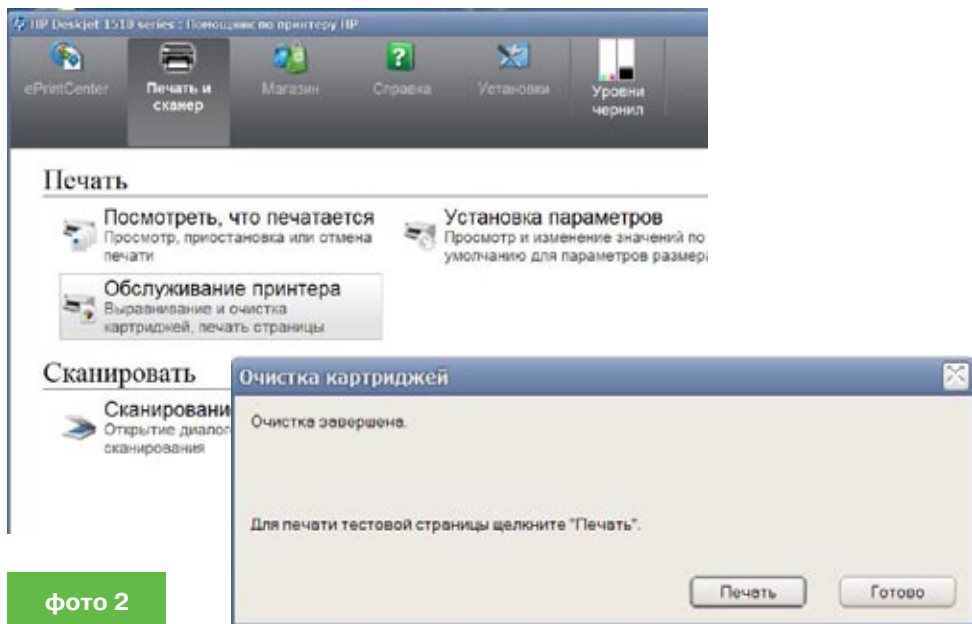 HP Deskjet 1510 series : Помощник по принтеру HP
ePrintCenter
Печать и
сканер
Магазин
Справка
Установки
Уровни
чернил
Печать
Посмотреть, что печатается
Просмотр, приостановка или отмена
печати
Установка параметров
Просмотр и изменение значений по
умолчанию для параметров размера
Обслуживание принтера
Выравнивание и очистка
картриджей, печать страницы
Сканировать
Сканировани
Открытие диалог
сканирования
Очистка картриджей
Очистка завершена.
Для печати тестовой страницы щелкните "Печать".
Печать
Готово
фото 2